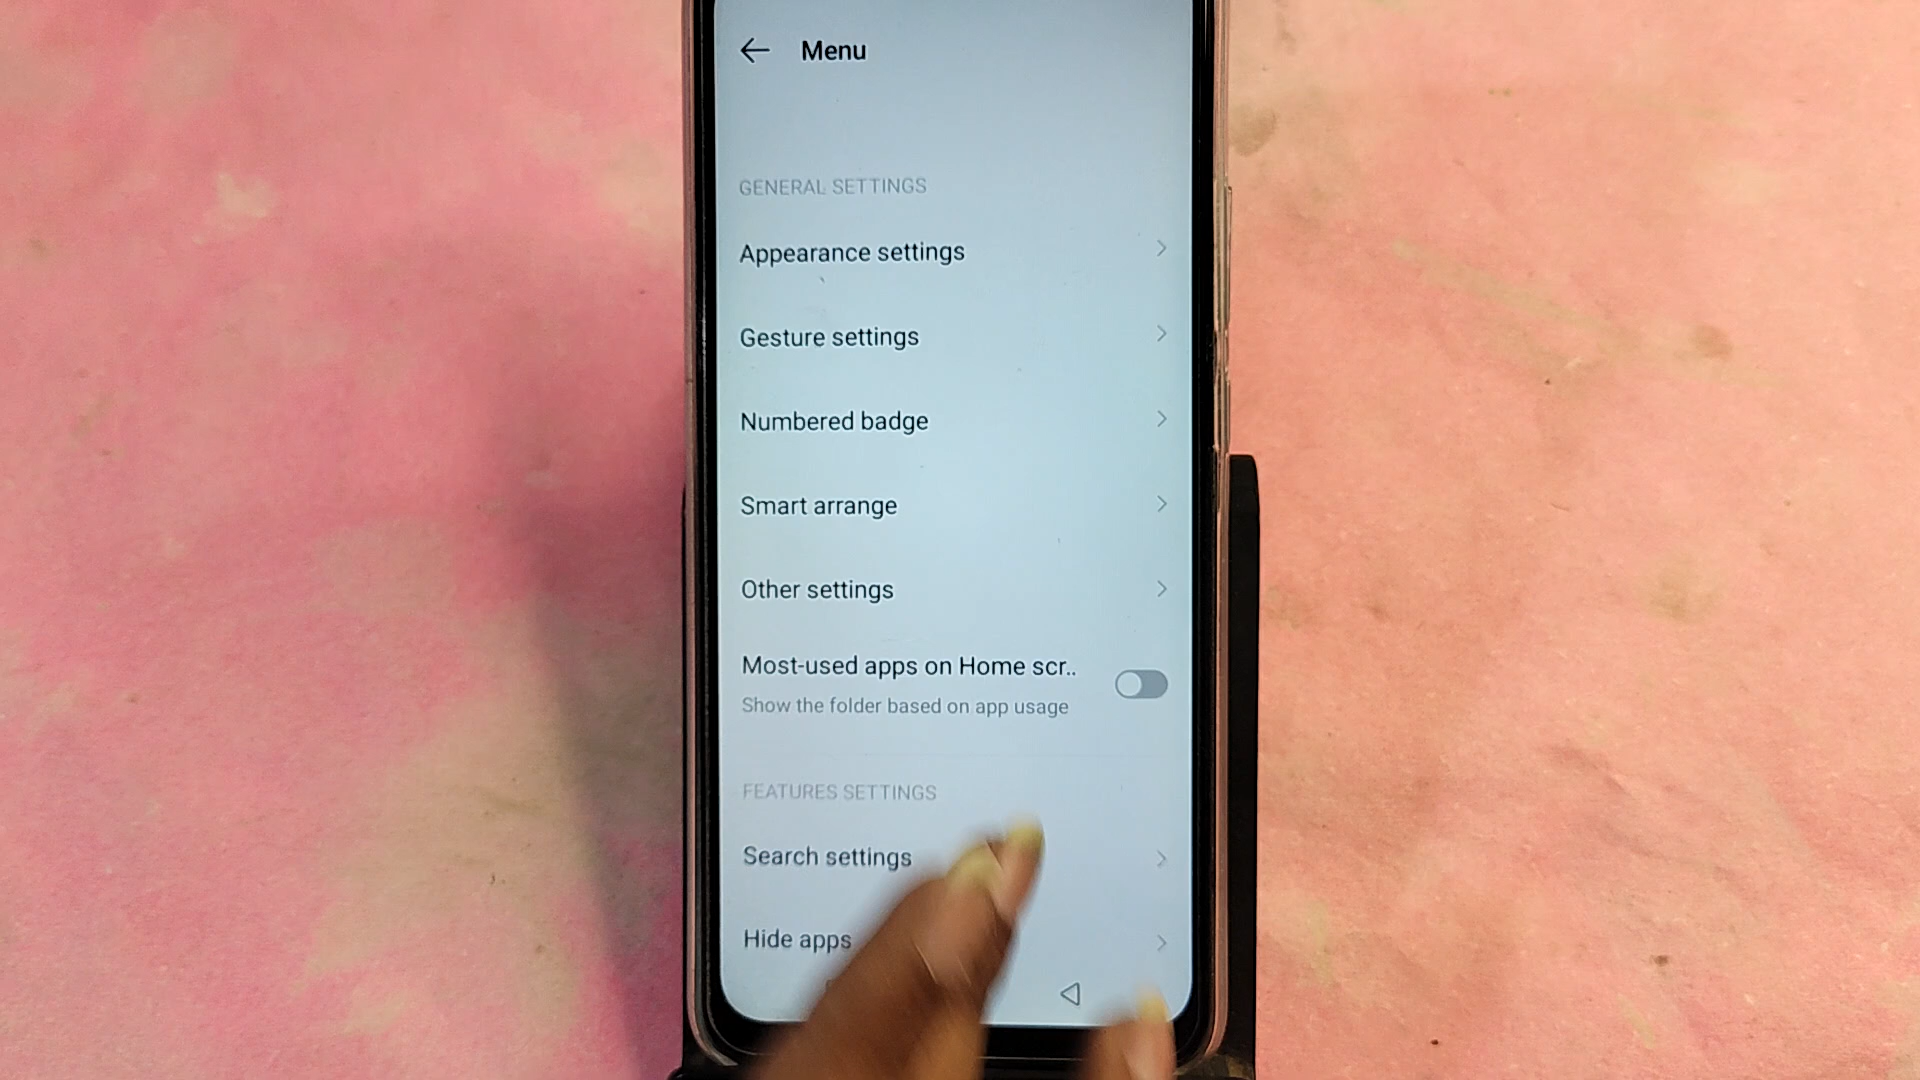 Menu
GENERAL SETTINGS
Appearance settings
Gesture settings
Numbered badge
Smart arrange
Other settings
Most-used apps on Home scr..
Show the folder based on app usage
FEATURES SETTINGS
Search settings
Hide apps